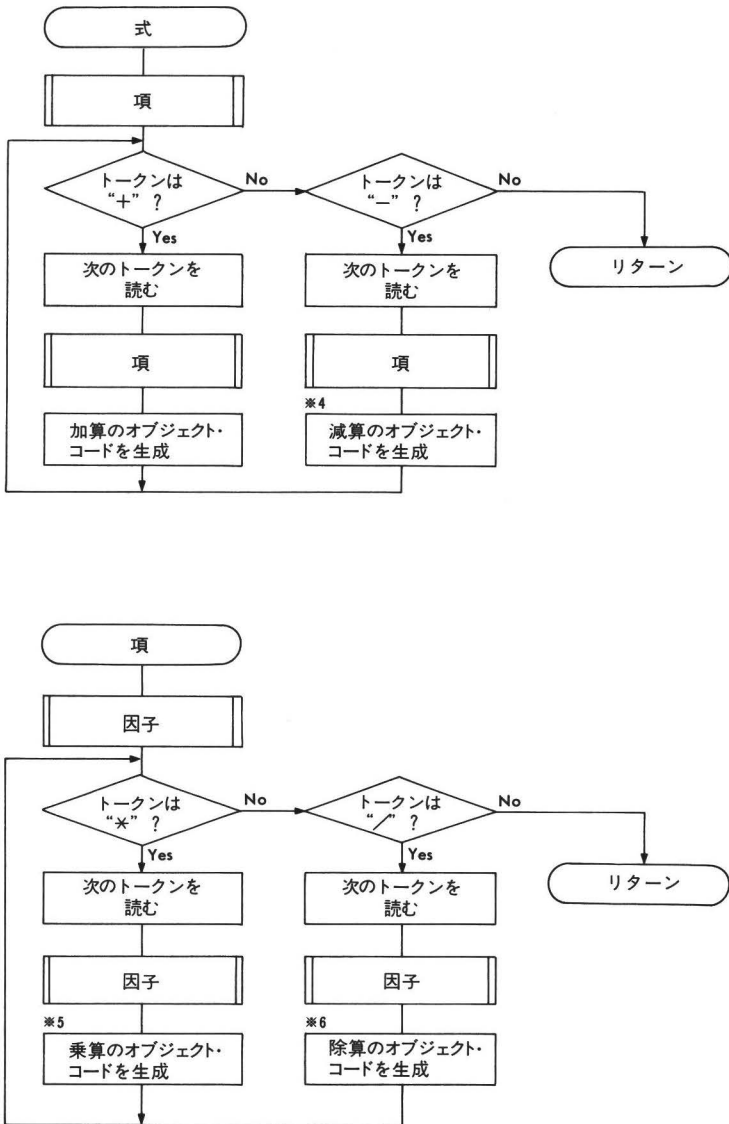 式
項
トークンは
“+” ?
No
トークンは
“−” ?
No
Yes
Yes
次のトークンを
読む
次のトークンを
読む
リターン
項
項
※4
加算のオブジェクト・
コードを生成
減算のオブジェクト・
コードを生成
項
因子
トークンは
“*” ?
No
トークンは
“/” ?
No
Yes
Yes
次のトークンを
読む
次のトークンを
読む
リターン
因子
因子
※5
※6
乗算のオブジェクト・
コードを生成
除算のオブジェクト・
コードを生成